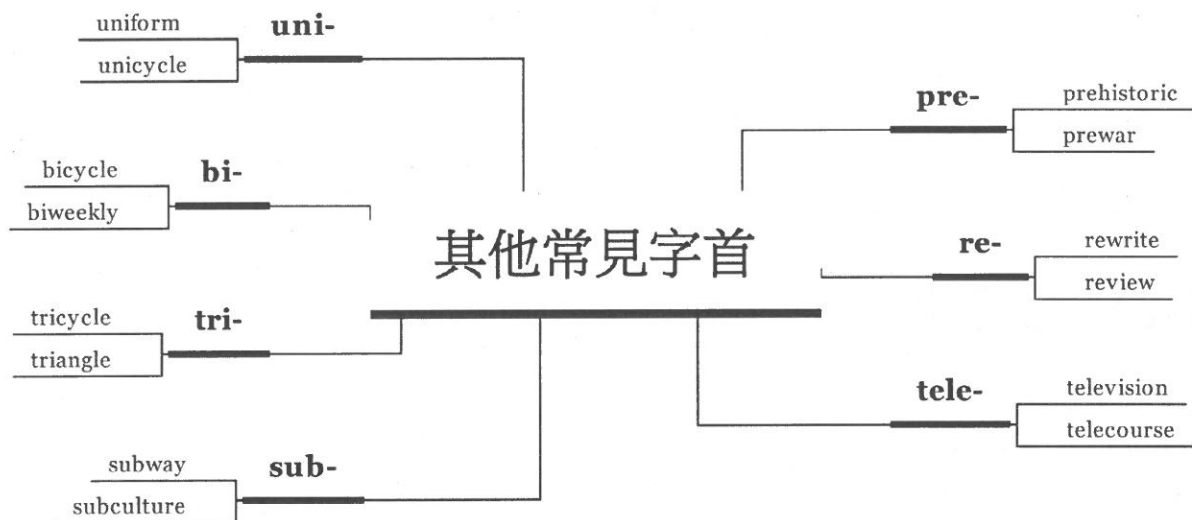 其他常見字首
uni-
uniform
unicycle
bi-
bicycle
biweekly
tri-
tricycle
triangle
sub-
subway
subculture
pre-
prehistoric
prewar
re-
rewrite
review
tele-
television
telecourse